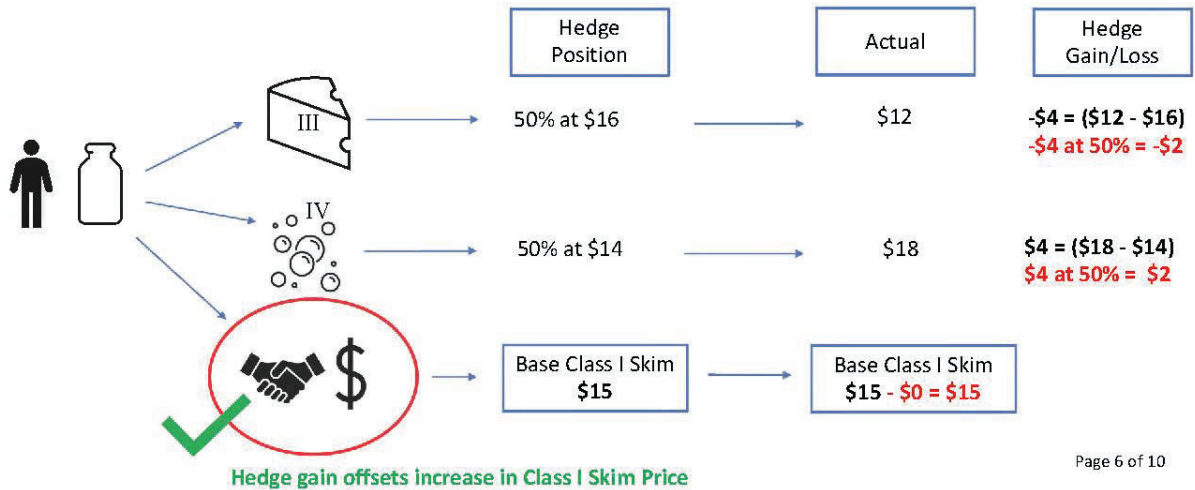 Hedge
Position
Actual
Hedge
Gain/Loss
III
50% at $16
$12
-$4 = ($12 - $16)
-$4 at 50% = -$2
IV
50% at $14
$18
$4 = ($18 - $14)
$4 at 50% = $2
$
Base Class I Skim
$15
Base Class I Skim
$15 - $0 = $15
Hedge gain offsets increase in Class I Skim Price
Page 6 of 10